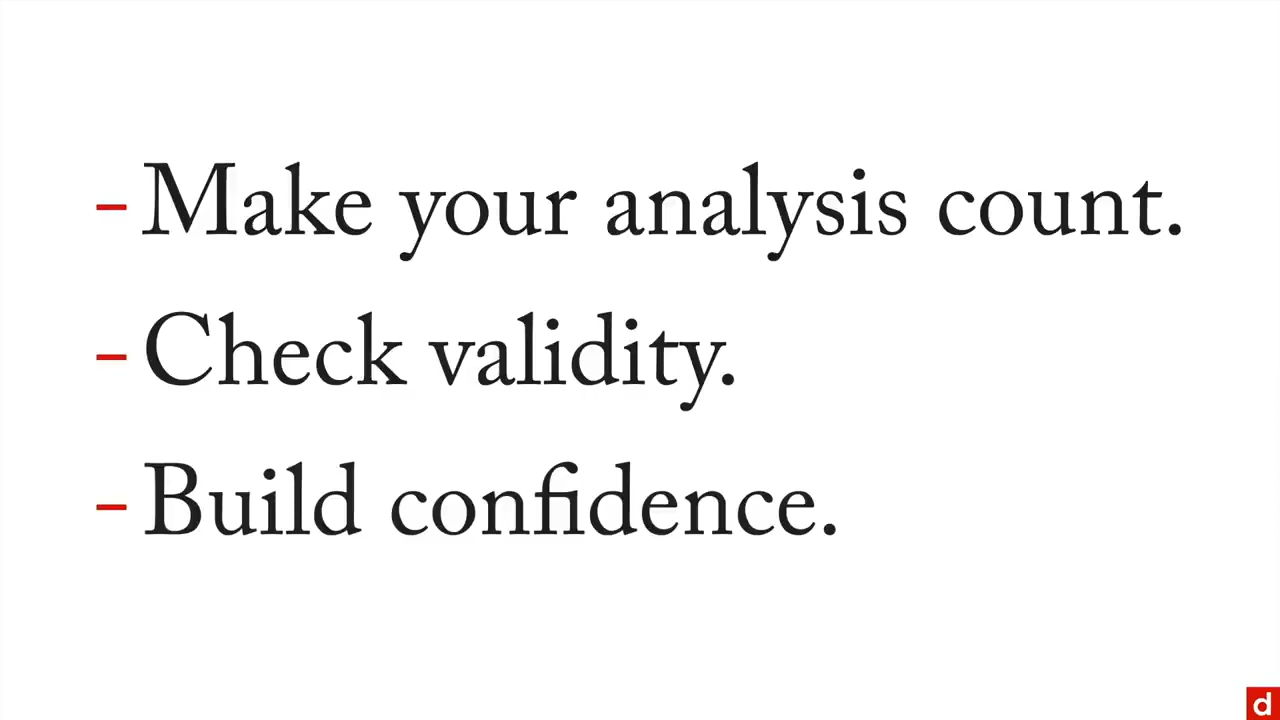 – Make your analysis count.
– Check validity.
– Build confidence.
d